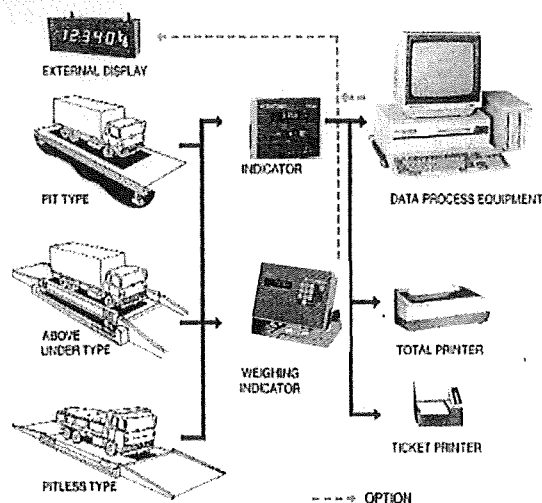 EXTERNAL DISPLAY
PIT TYPE
INDICATOR
DATA PROCESS EQUIPMENT
ABOVE
UNDER TYPE
WEIGHING
INDICATOR
TOTAL PRINTER
TICKET PRINTER
PITLESS TYPE
OPTION